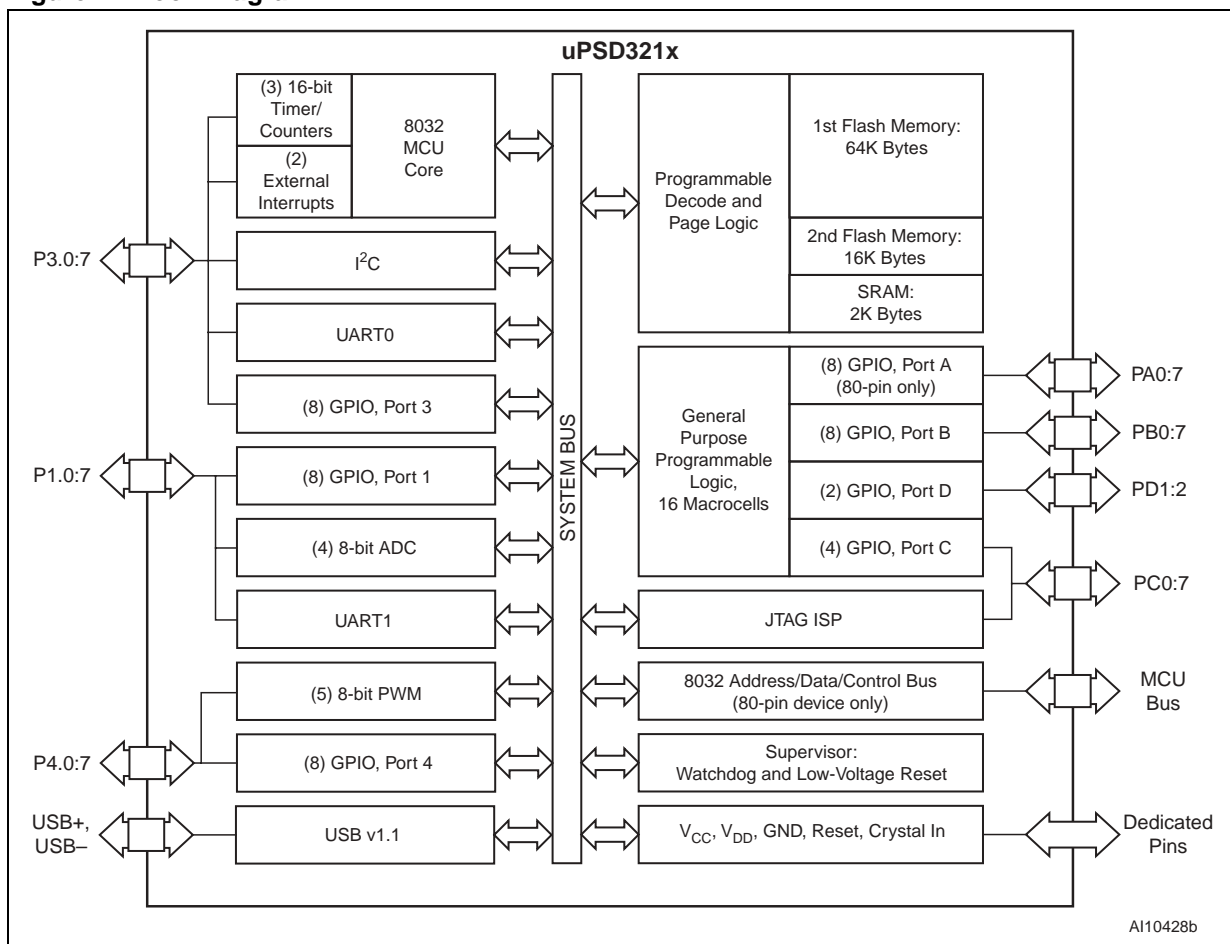 uPSD321x
(3) 16-bit
Timer/
Counters
(2)
External
Interrupts
8032
MCU
Core
I²C
UART0
(8) GPIO, Port 3
(8) GPIO, Port 1
(4) 8-bit ADC
UART1
(5) 8-bit PWM
(8) GPIO, Port 4
USB v1.1
P3.0:7
P1.0:7
P4.0:7
USB+,
USB–
SYSTEM BUS
Programmable
Decode and
Page Logic
1st Flash Memory:
64K Bytes
2nd Flash Memory:
16K Bytes
SRAM:
2K Bytes
General
Purpose
Programmable
Logic,
16 Macrocells
(8) GPIO, Port A
(80-pin only)
(8) GPIO, Port B
(2) GPIO, Port D
(4) GPIO, Port C
JTAG ISP
8032 Address/Data/Control Bus
(80-pin device only)
Supervisor:
Watchdog and Low-Voltage Reset
VCC, VDD, GND, Reset, Crystal In
PA0:7
PB0:7
PD1:2
PC0:7
MCU
Bus
Dedicated
Pins
AI10428b